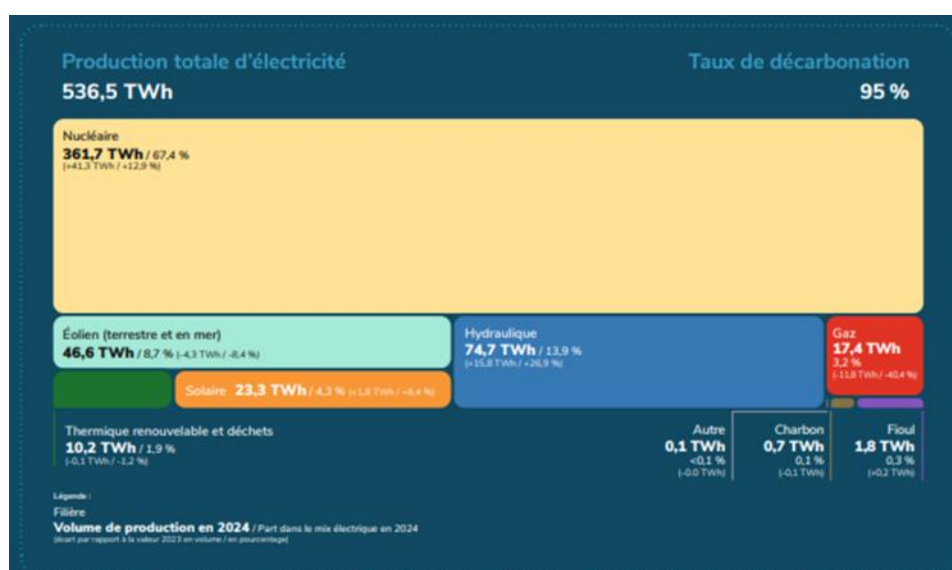 Production totale d'électricité
536,5 TWh
Taux de décarbonation
95 %
Nucléaire
361,7 TWh / 67,4 %
(+41,3 TWh / +12,9 %)
Éolien (terrestre et en mer)
46,6 TWh / 8,7 % (-4,3 TWh / -8,4 %)
Solaire 23,3 TWh / 4,3 % (+1,8 TWh / +8,4 %)
Hydraulique
74,7 TWh / 13,9 %
(+15,8 TWh / +26,9 %)
Gaz
17,4 TWh
3,2 %
(-11,8 TWh / -40,4 %)
Thermique renouvelable et déchets
10,2 TWh / 1,9 %
(-0,1 TWh / -1,2 %)
Autre
0,1 TWh
<0,1 %
(-0,0 TWh)
Charbon
0,7 TWh
0,1 %
(-0,1 TWh)
Fioul
1,8 TWh
0,3 %
(+0,2 TWh)
Légende :
Filière
Volume de production en 2024 / Part dans le mix électrique en 2024
(écart par rapport à la valeur 2023 en volume / en pourcentage)